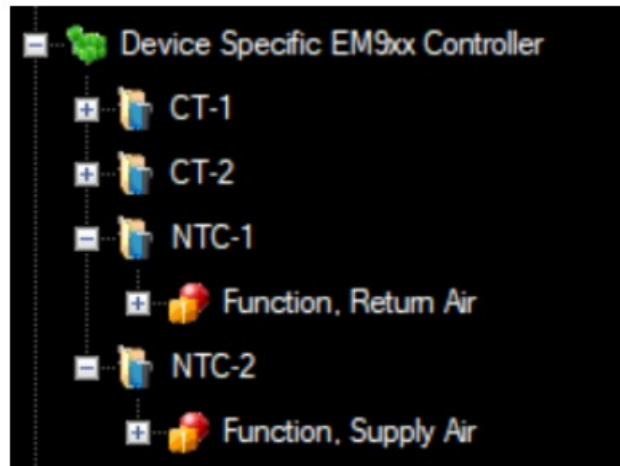 Device Specific EM9xx Controller
CT-1
CT-2
NTC-1
Function, Return Air
NTC-2
Function, Supply Air